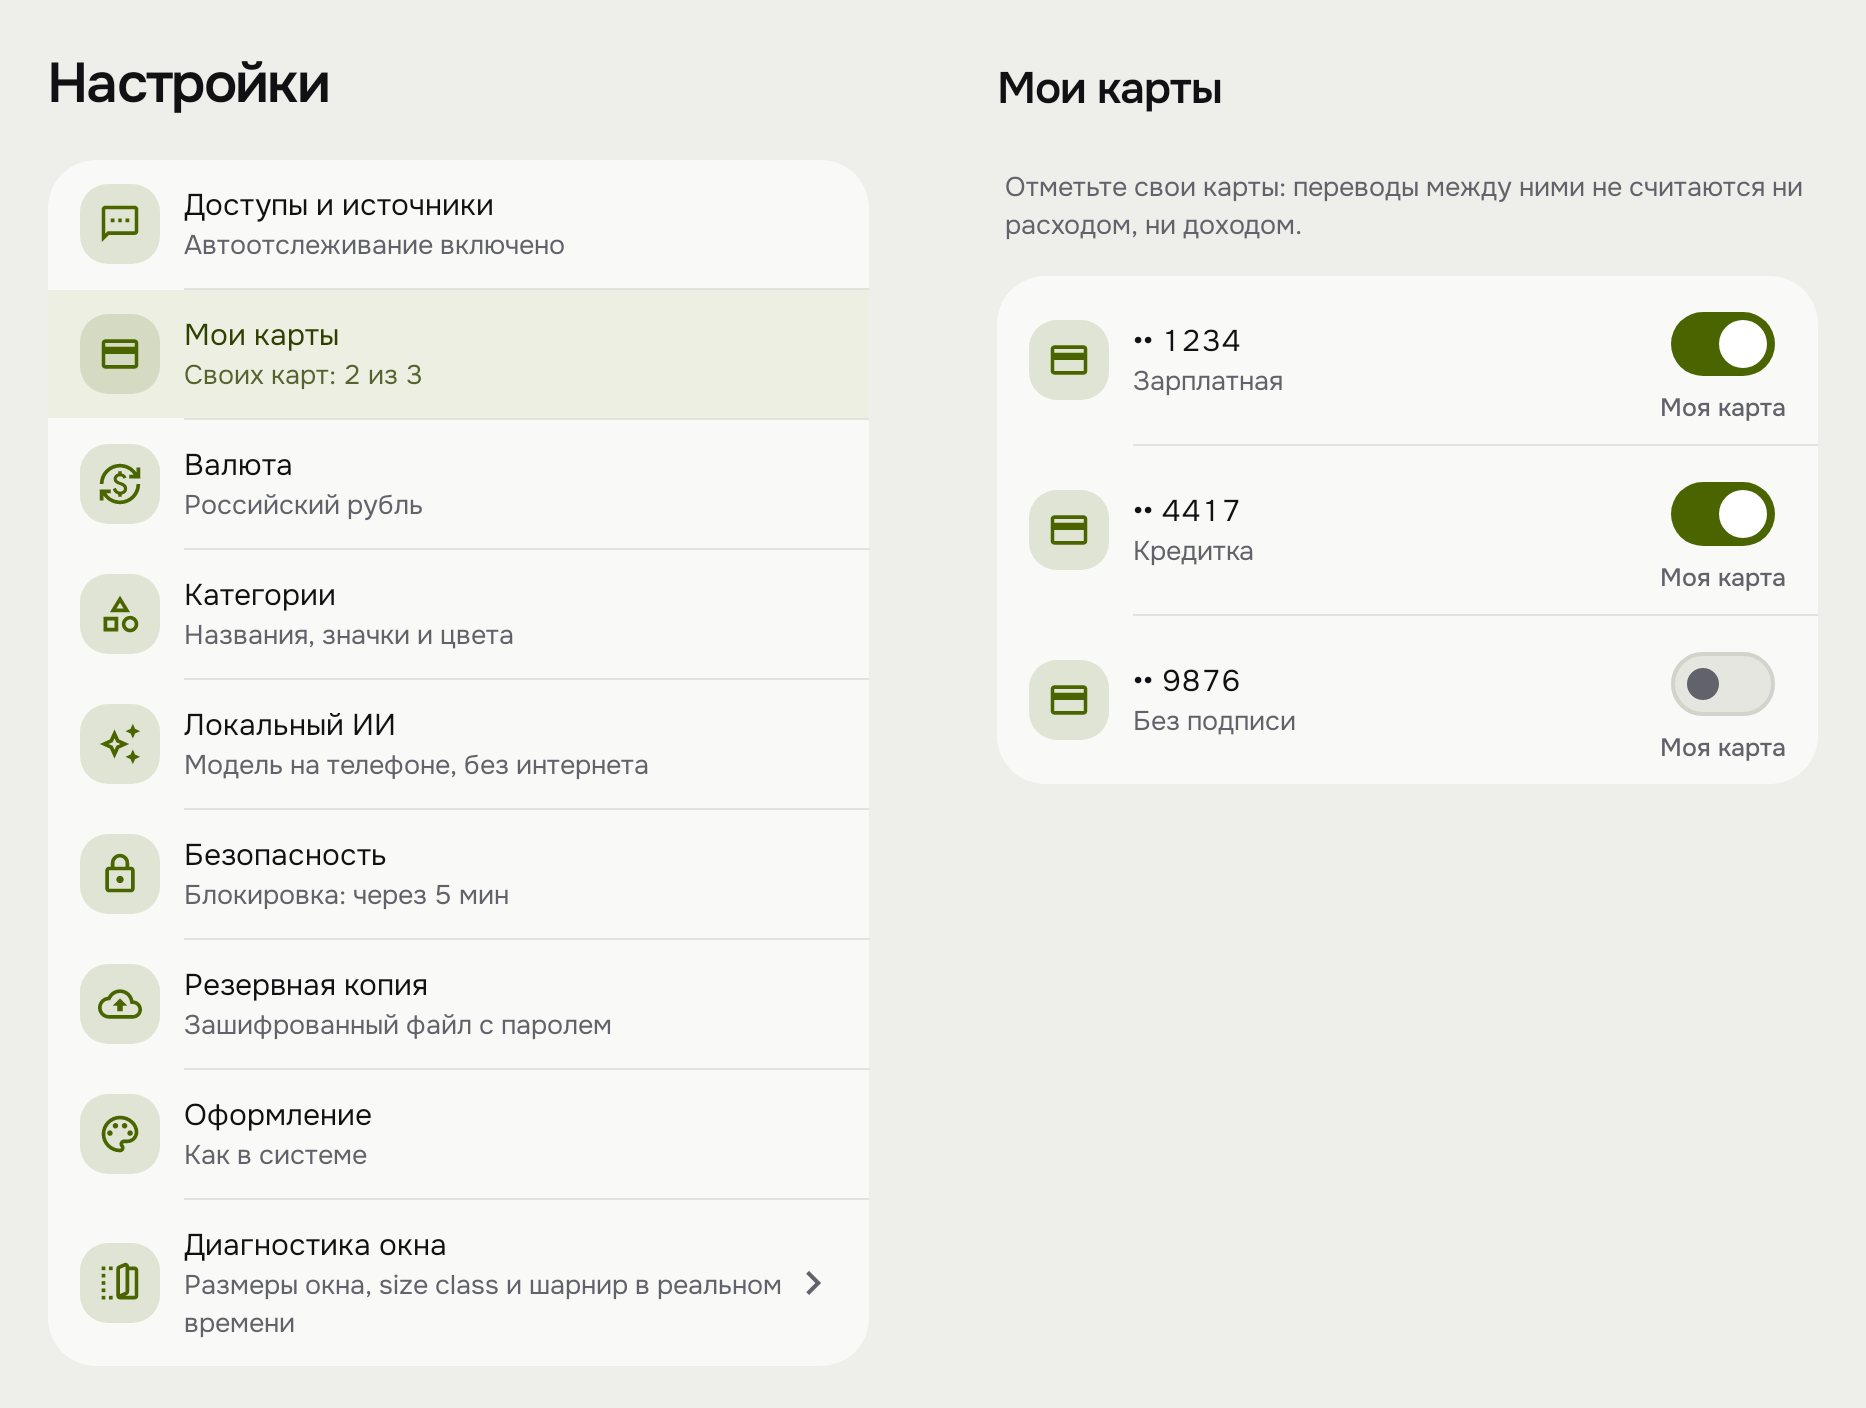 Настройки
Доступы и источники
Автоотслеживание включено
Мои карты
Своих карт: 2 из 3
Валюта
Российский рубль
Категории
Названия, значки и цвета
Локальный ИИ
Модель на телефоне, без интернета
Безопасность
Блокировка: через 5 мин
Резервная копия
Зашифрованный файл с паролем
Оформление
Как в системе
Диагностика окна
Размеры окна, size class и шарнир в реальном
времени
Мои карты
Отметьте свои карты: переводы между ними не считаются ни
расходом, ни доходом.
•• 1234
Зарплатная
Моя карта
•• 4417
Кредитка
Моя карта
•• 9876
Без подписи
Моя карта